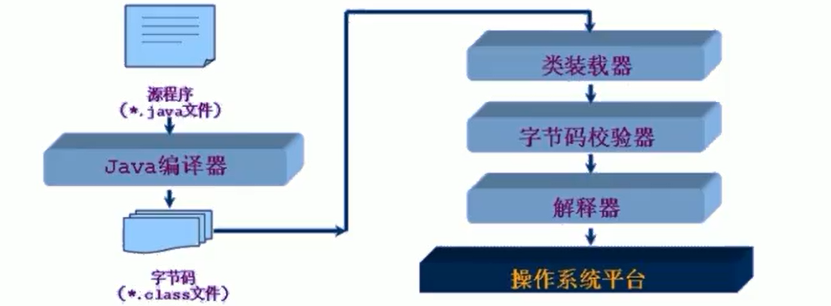 源程序
(*.java文件)
Java编译器
字节码
(*.class文件)
类装载器
字节码校验器
解释器
操作系统平台